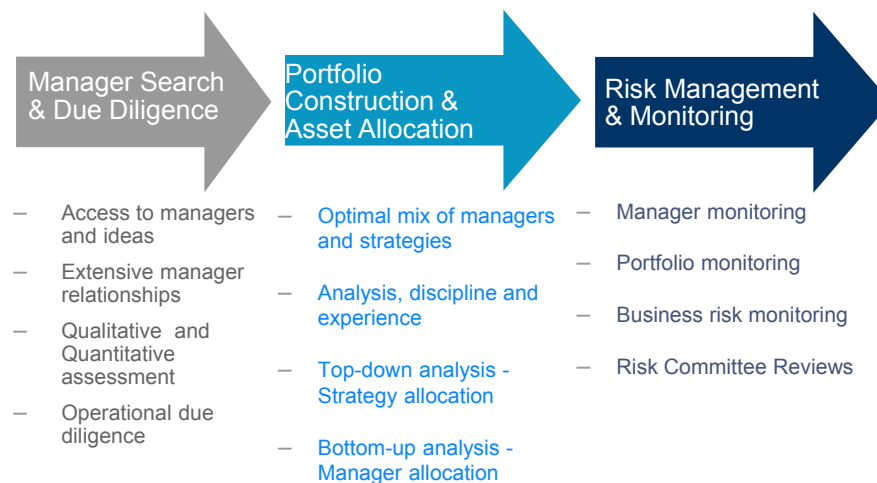 Manager Search
& Due Diligence
– Access to managers
and ideas
– Extensive manager
relationships
– Qualitative and
Quantitative
assessment
– Operational due
diligence
Portfolio
Construction &
Asset Allocation
– Optimal mix of managers
and strategies
– Analysis, discipline and
experience
– Top-down analysis -
Strategy allocation
– Bottom-up analysis -
Manager allocation
Risk Management
& Monitoring
– Manager monitoring
– Portfolio monitoring
– Business risk monitoring
– Risk Committee Reviews